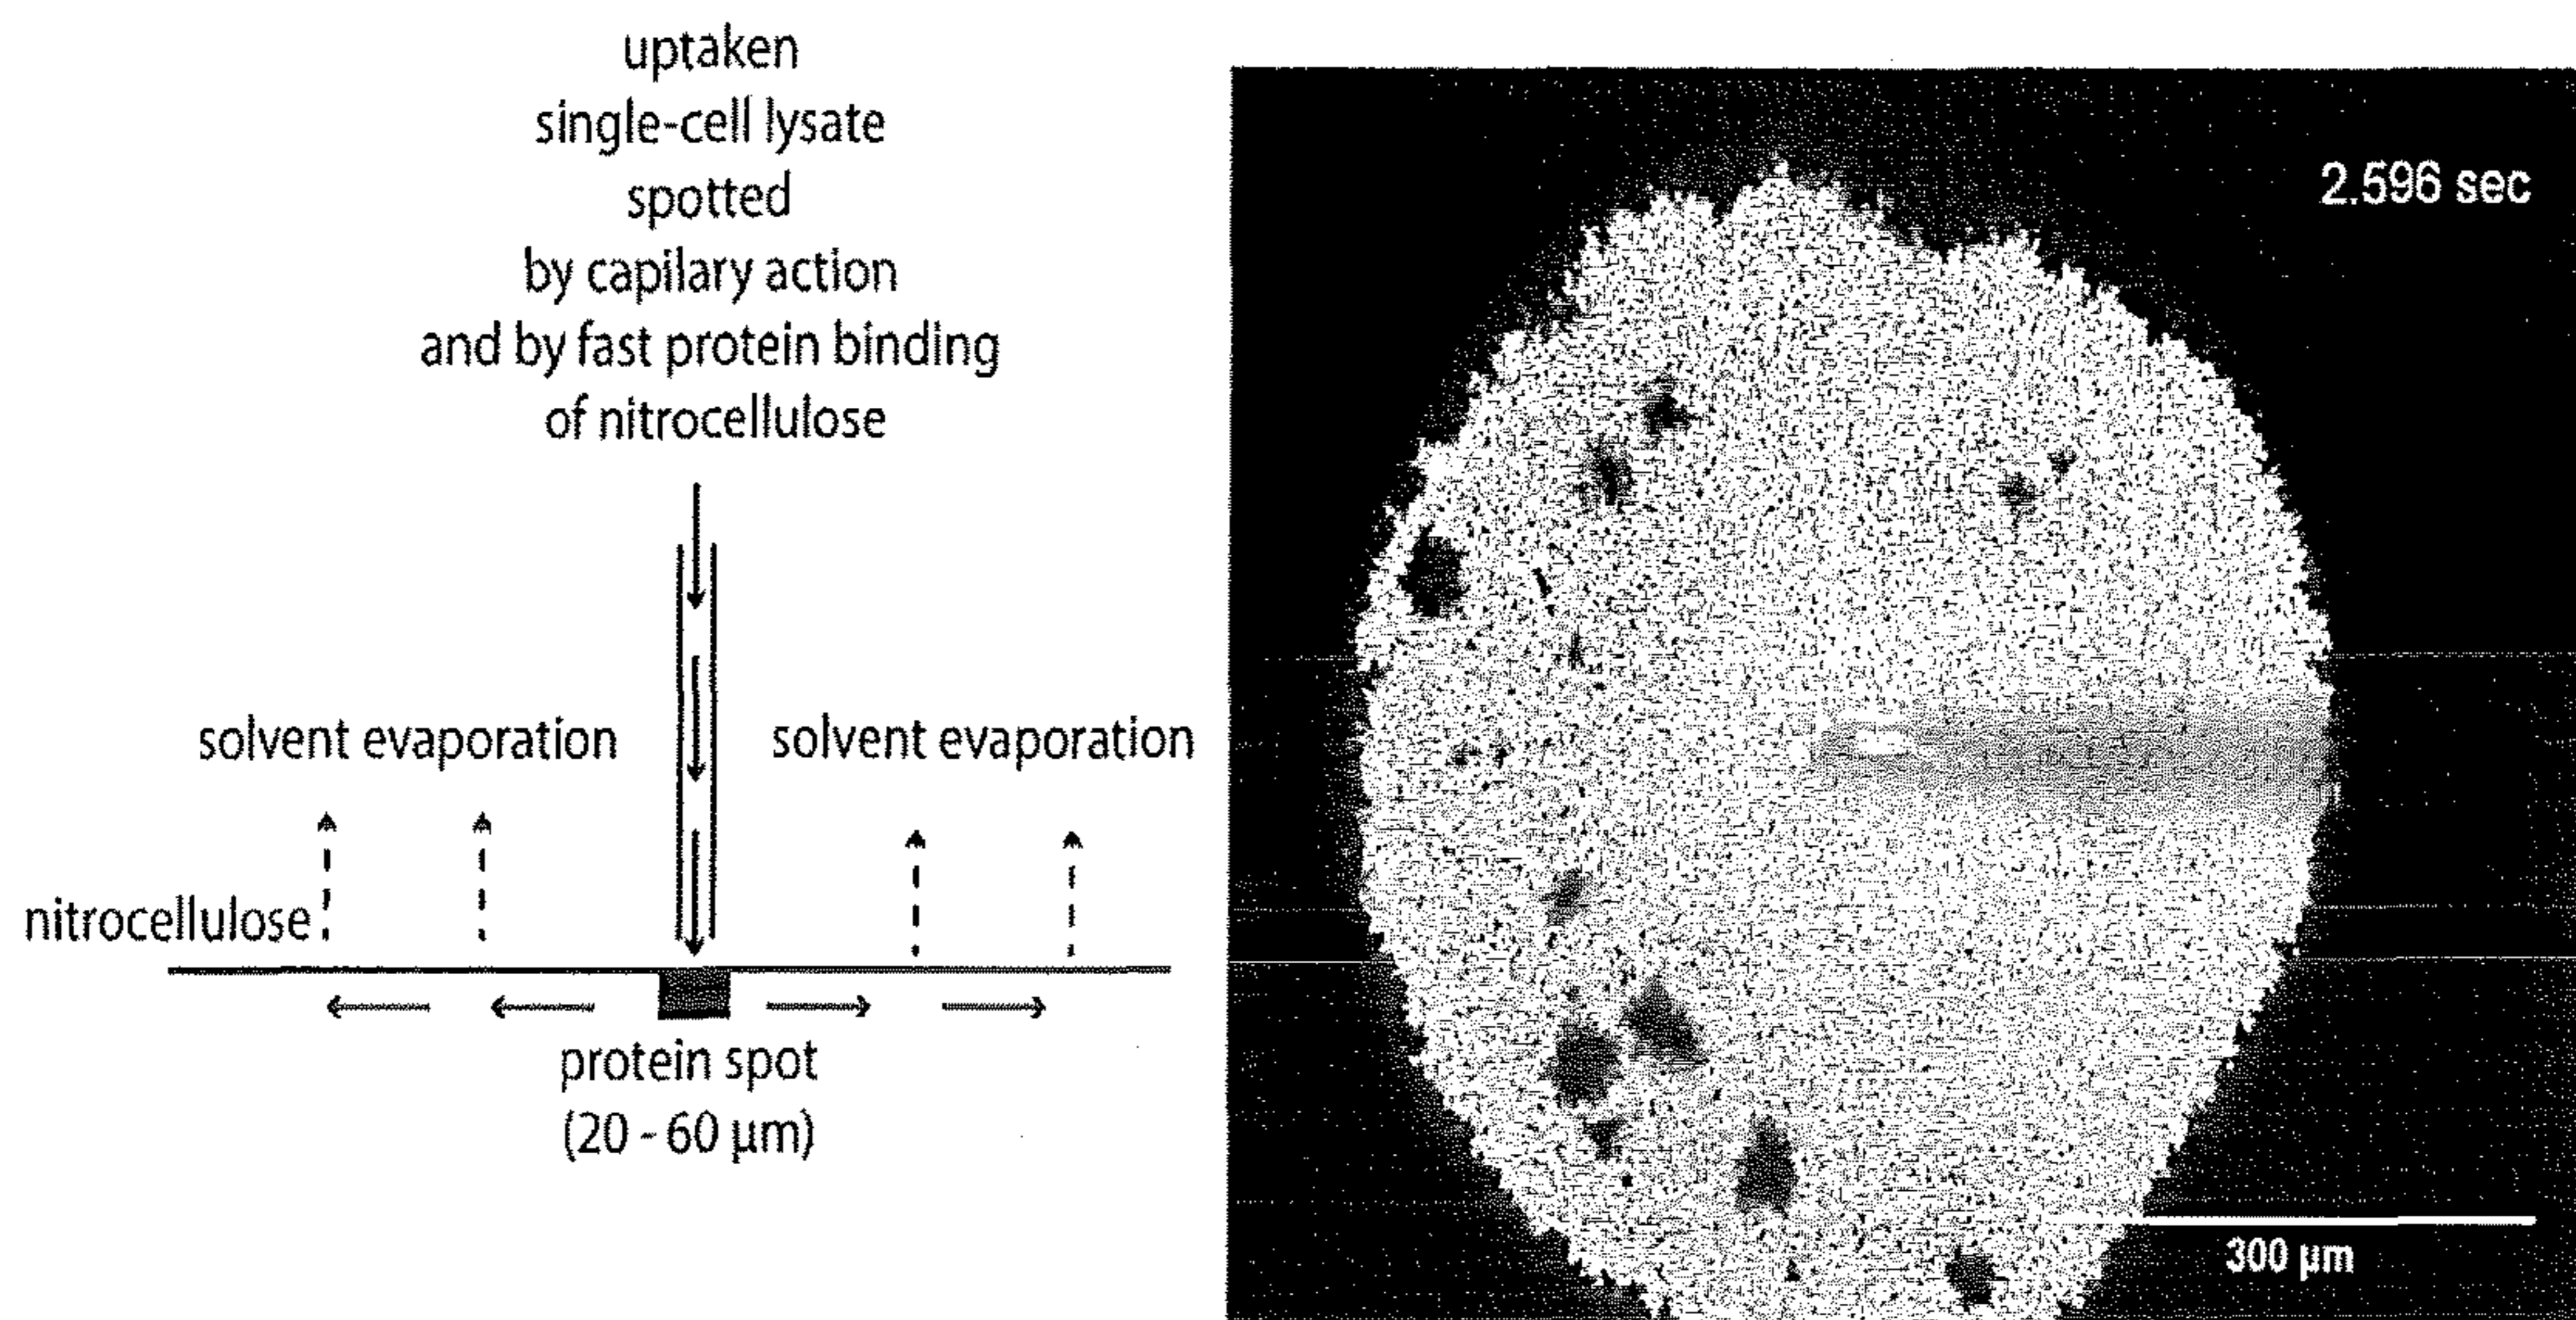 uptaken
single-cell lysate
spotted
by capilary action
and by fast protein binding
of nitrocellulose
solvent evaporation
solvent evaporation
nitrocellulose
protein spot
(20 - 60 µm)
2.596 sec
300 µm